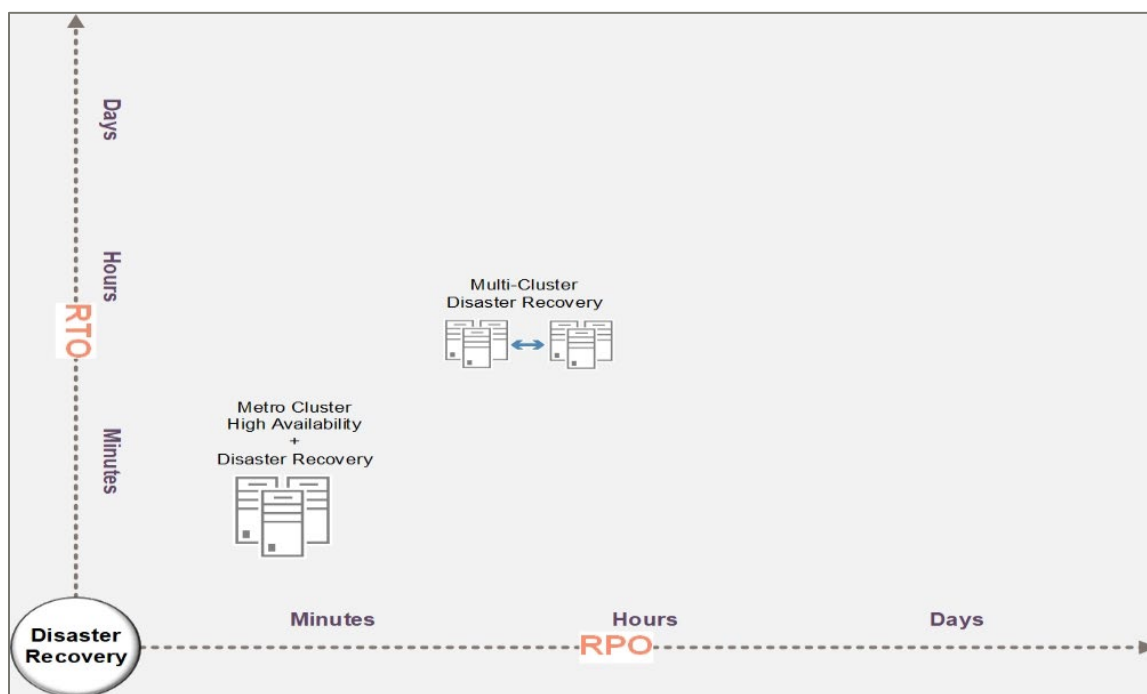 Days
Hours
RTO
Minutes
Multi-Cluster
Disaster Recovery
Metro Cluster
High Availability
+
Disaster Recovery
Disaster
Recovery
Minutes
Hours
Days
RPO